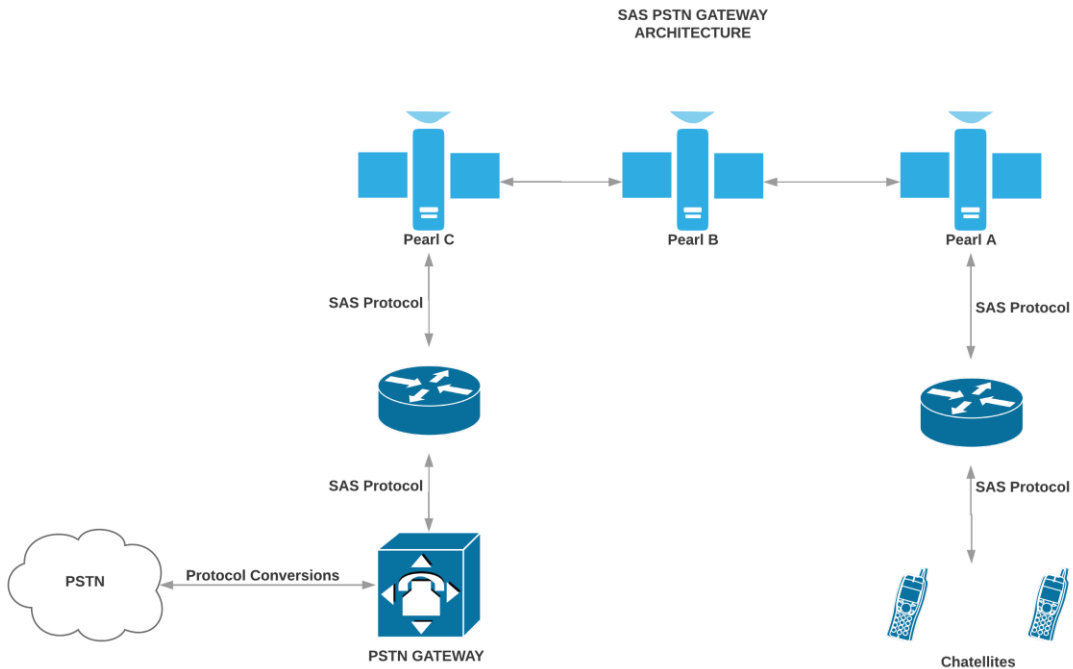 SAS PSTN GATEWAY
ARCHITECTURE
Pearl C
Pearl B
Pearl A
SAS Protocol
SAS Protocol
SAS Protocol
SAS Protocol
PSTN
Protocol Conversions
PSTN GATEWAY
Chatellites